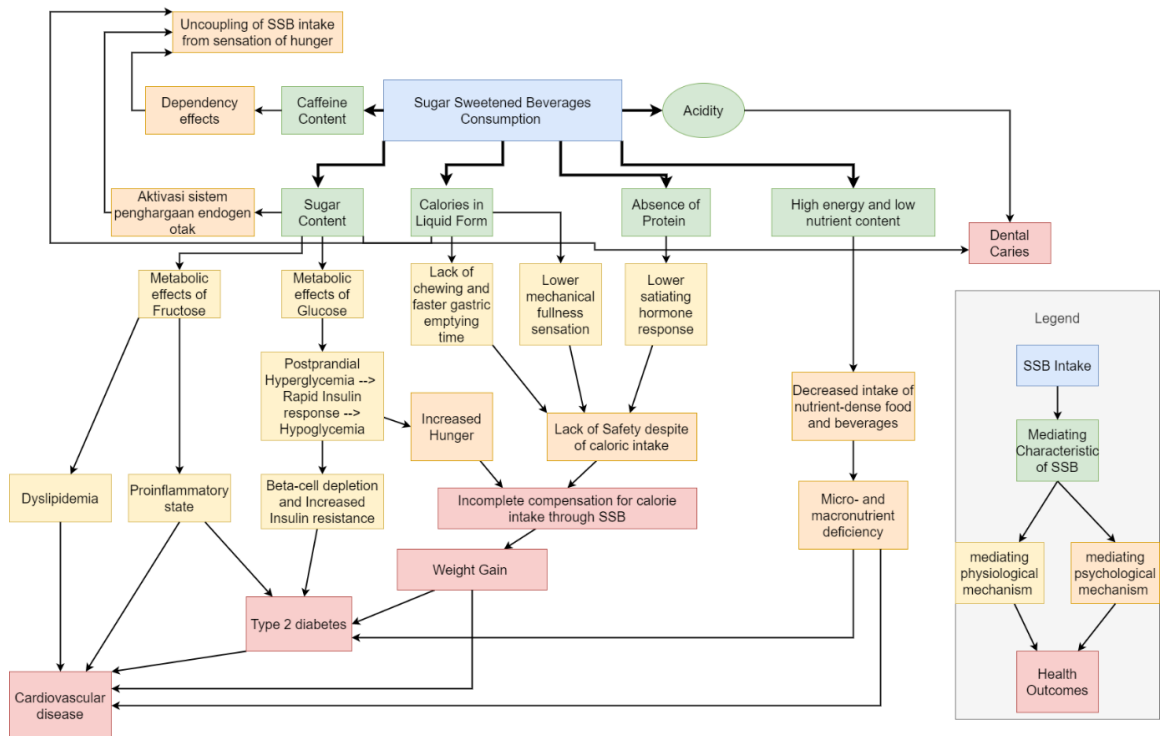 Uncoupling of SSB intake
from sensation of hunger
Dependency
effects
Caffeine
Content
Sugar Sweetened Beverages
Consumption
Acidity
Aktivasi sistem
penghargaan endogen
otak
Sugar
Content
Calories in
Liquid Form
Absence of
Protein
High energy and low
nutrient content
Dental
Caries
Metabolic
effects of
Fructose
Metabolic
effects of
Glucose
Lack of
chewing and
faster gastric
emptying
time
Lower
mechanical
fullness
sensation
Lower
satiating
hormone
response
Postprandial
Hyperglycemia -->
Rapid Insulin
response -->
Hypoglycemia
Increased
Hunger
Lack of Safety despite of
caloric intake
Decreased intake of
nutrient-dense food
and beverages
Dyslipidemia
Proinflammatory
state
Beta-cell depletion
and Increased
Insulin resistance
Incomplete compensation for calorie
intake through SSB
Micro- and
macronutrient
deficiency
Weight Gain
Type 2 diabetes
Cardiovascular
disease
Legend
SSB Intake
Mediating
Characteristic
of SSB
mediating
physiological
mechanism
mediating
psychological
mechanism
Health
Outcomes